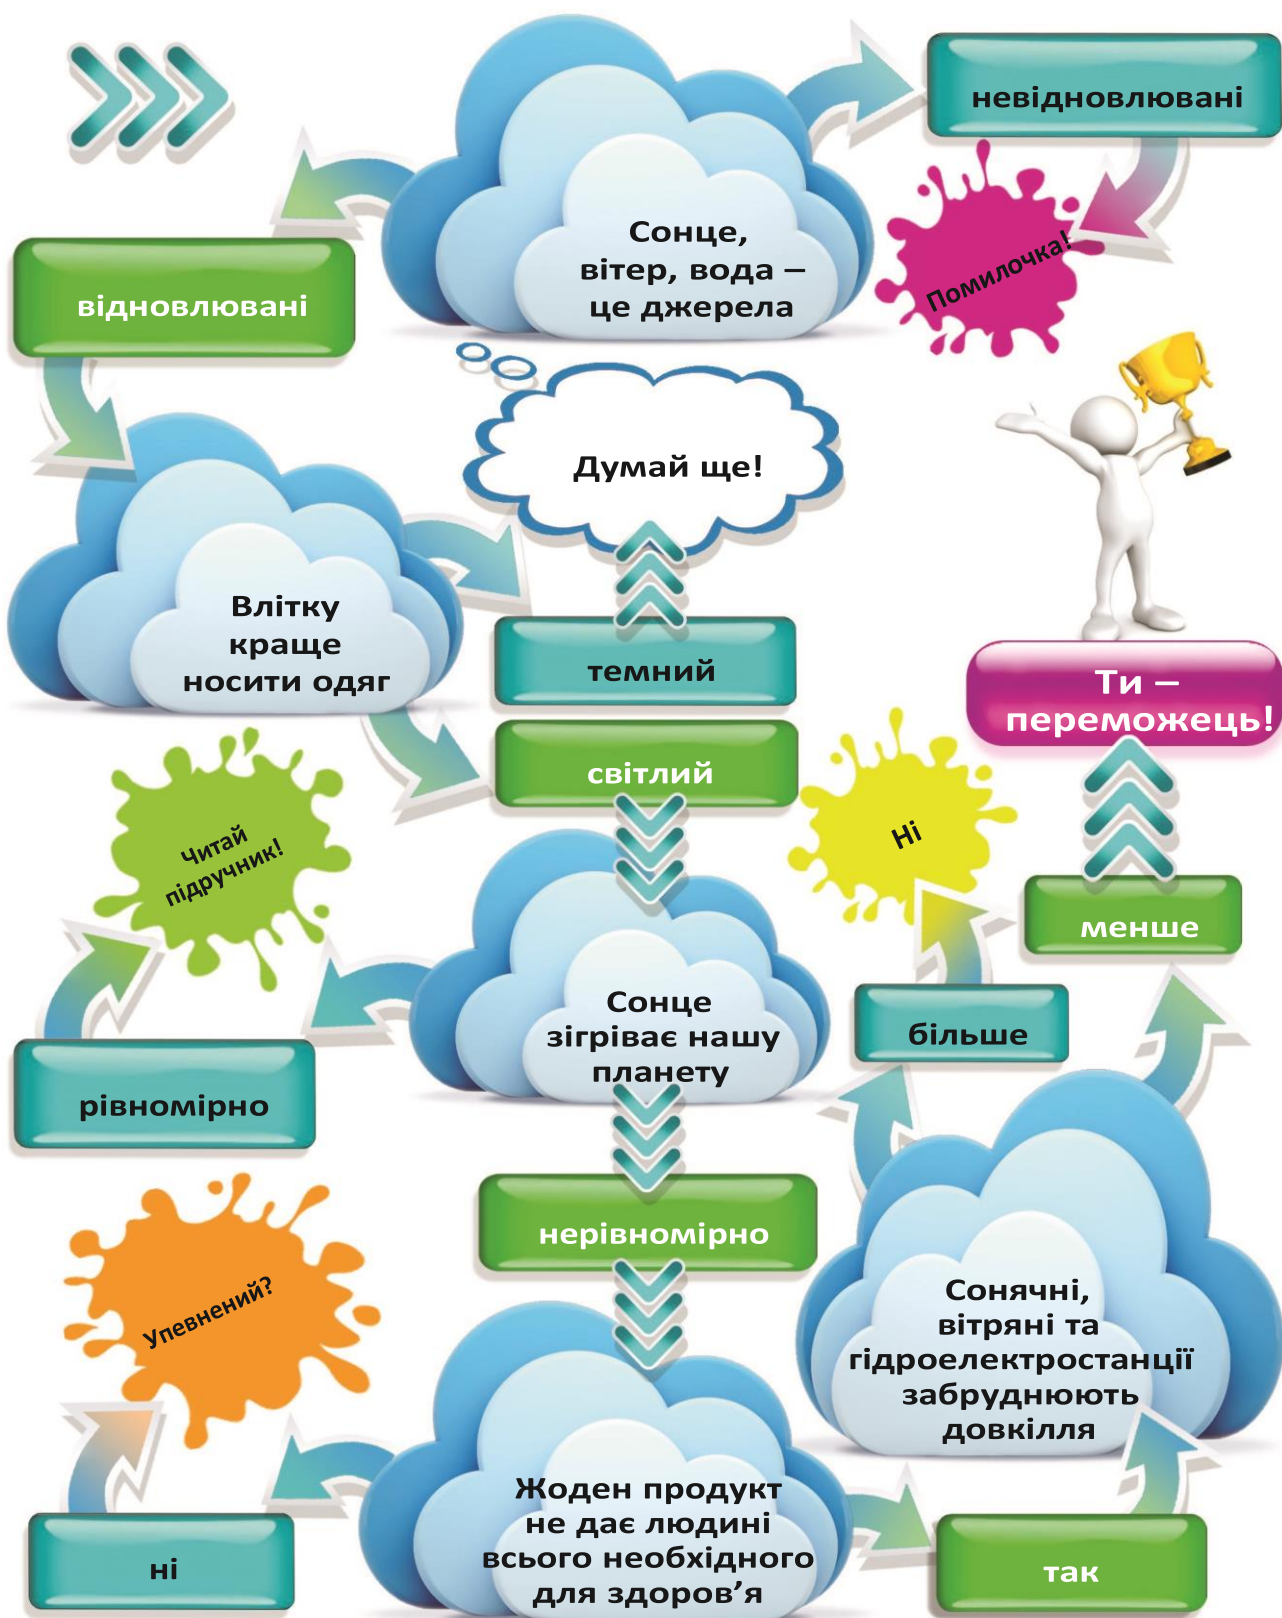 невідновлювані
Сонце,
вітер, вода –
це джерела
Помилочка!
відновлювані
Думай ще!
Влітку
краще
носити одяг
темний
Ти –
переможець!
світлий
Читай
підручник!
Ні
менше
Сонце
зігріває нашу
планету
більше
рівномірно
нерівномірно
Упевнений?
Сонячні,
вітряні та
гідроелектростанції
забруднюють
довкілля
Жоден продукт
не дає людині
всього необхідного
для здоров’я
ні
так